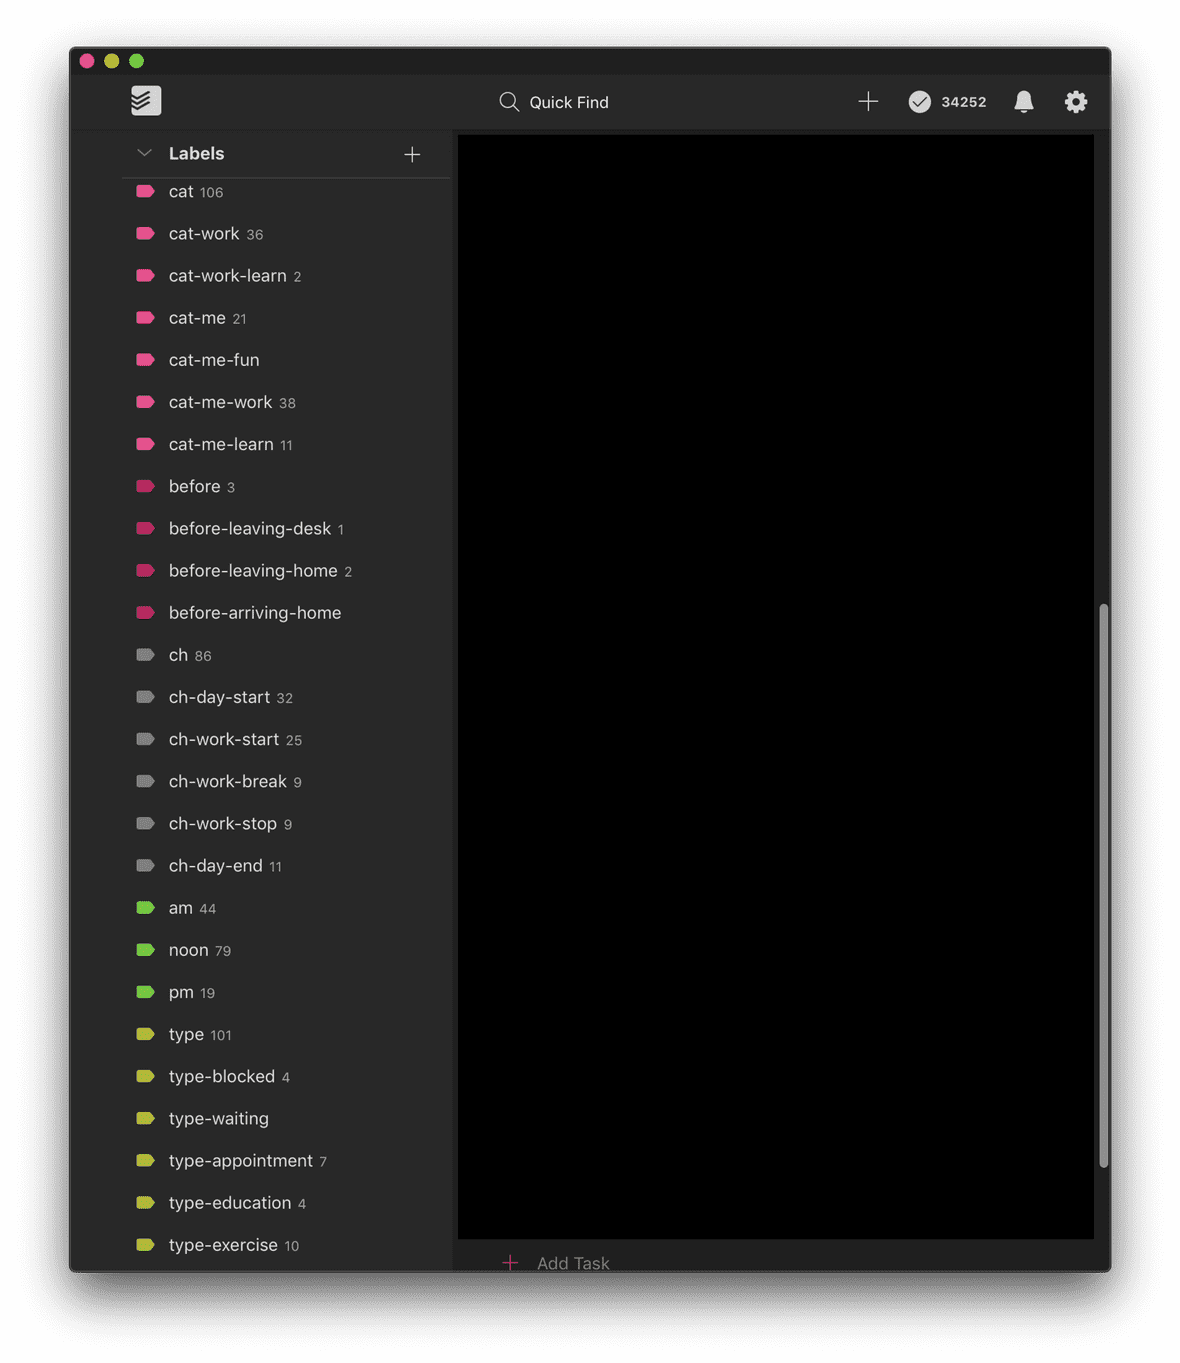 Quick Find
34252
Labels
cat 106
cat-work 36
cat-work-learn 2
cat-me 21
cat-me-fun
cat-me-work 38
cat-me-learn 11
before 3
before-leaving-desk 1
before-leaving-home 2
before-arriving-home
ch 86
ch-day-start 32
ch-work-start 25
ch-work-break 9
ch-work-stop 9
ch-day-end 11
am 44
noon 79
pm 19
type 101
type-blocked 4
type-waiting
type-appointment 7
type-education 4
type-exercise 10
Add Task